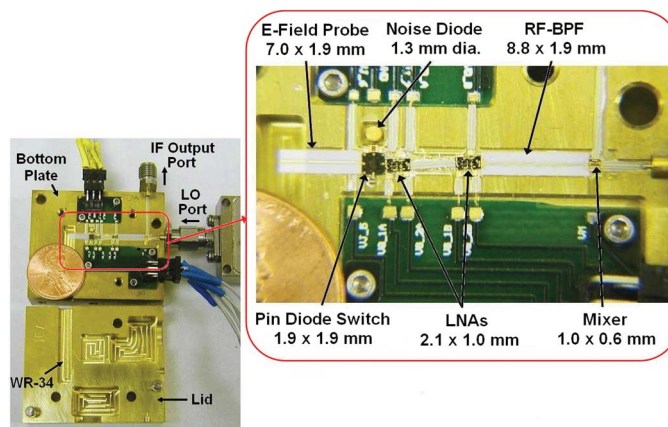 E-Field Probe
7.0 x 1.9 mm
Noise Diode
1.3 mm dia.
RF-BPF
8.8 x 1.9 mm
IF Output
Port
Bottom
Plate
LO
Port
Pin Diode Switch
1.9 x 1.9 mm
LNAs
2.1 x 1.0 mm
Mixer
1.0 x 0.6 mm
WR-34
Lid